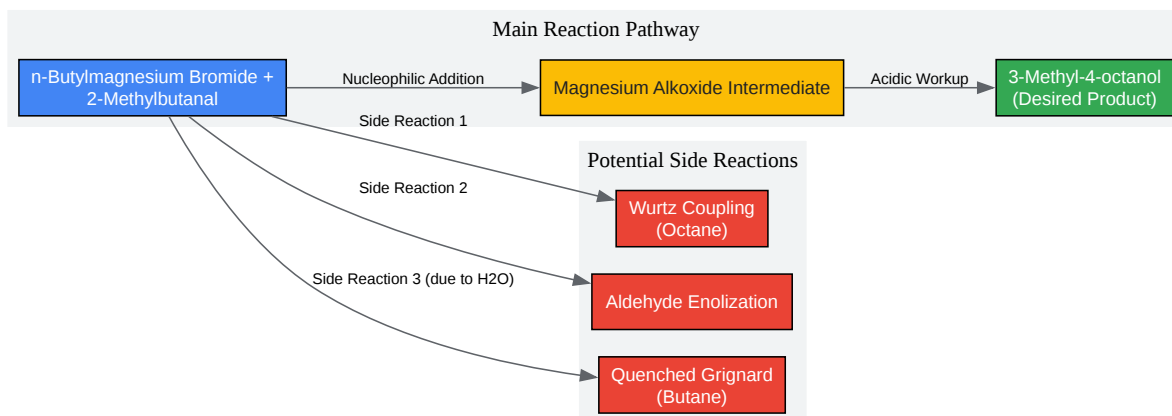 Main Reaction Pathway
n-Butylmagnesium Bromide +
2-Methylbutanal
Nucleophilic Addition
Magnesium Alkoxide Intermediate
Acidic Workup
3-Methyl-4-octanol
(Desired Product)
Side Reaction 1
Potential Side Reactions
Side Reaction 2
Wurtz Coupling
(Octane)
Side Reaction 3 (due to H2O)
Aldehyde Enolization
Quenched Grignard
(Butane)